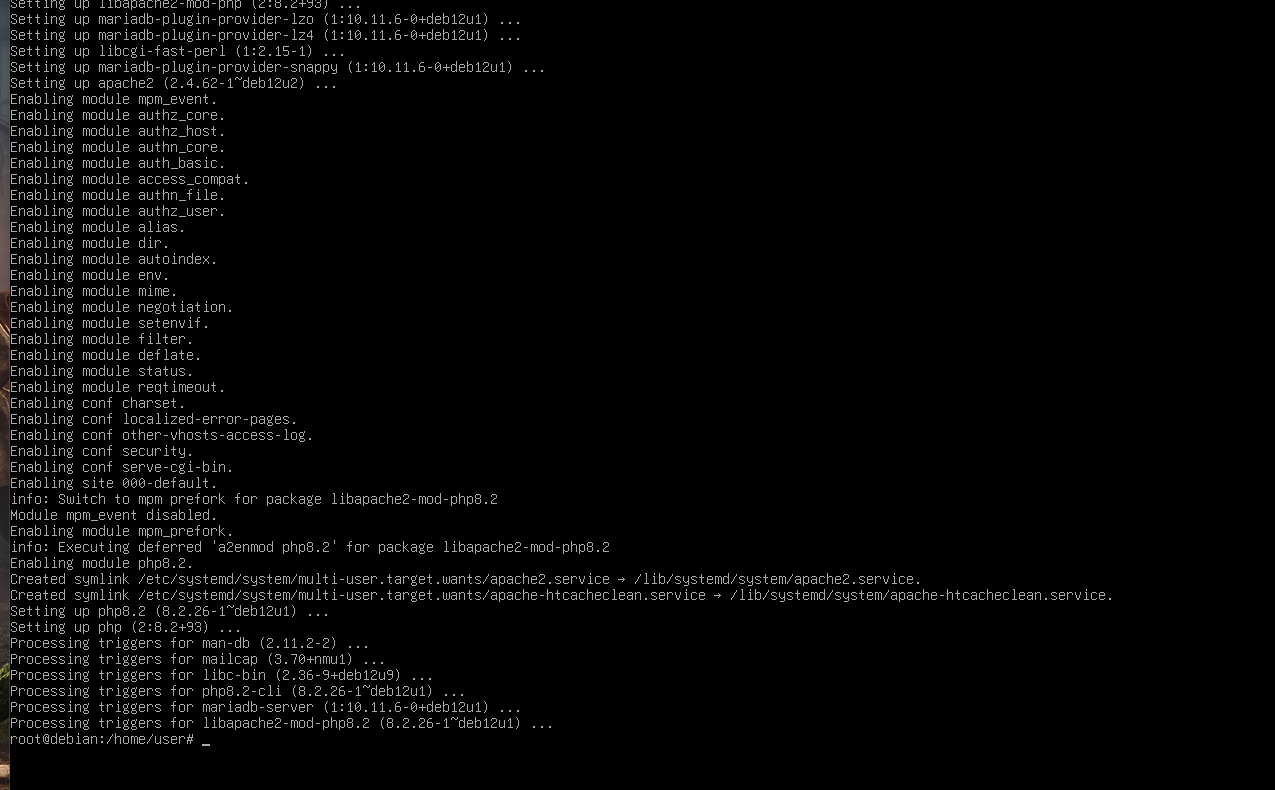 Setting up libapache2-mod-php (2:8.2+93) ...
Setting up mariadb-plugin-provider-lzo (1:10.11.6-0+deb12u1) ...
Setting up mariadb-plugin-provider-lz4 (1:10.11.6-0+deb12u1) ...
Setting up libcgi-fast-perl (1:2.15-1) ...
Setting up mariadb-plugin-provider-snappy (1:10.11.6-0+deb12u1) ...
Setting up apache2 (2.4.62-1~deb12u2) ...
Enabling module mpm_event.
Enabling module authz_core.
Enabling module authz_host.
Enabling module authn_core.
Enabling module auth_basic.
Enabling module access_compat.
Enabling module authn_file.
Enabling module authz_user.
Enabling module alias.
Enabling module dir.
Enabling module autoindex.
Enabling module env.
Enabling module mime.
Enabling module negotiation.
Enabling module setenvif.
Enabling module filter.
Enabling module deflate.
Enabling module status.
Enabling module reqtimeout.
Enabling conf charset.
Enabling conf localized-error-pages.
Enabling conf other-vhosts-access-log.
Enabling conf security.
Enabling conf serve-cgi-bin.
Enabling site 000-default.
info: Switch to mpm prefork for package libapache2-mod-php8.2
Module mpm_event disabled.
Enabling module mpm_prefork.
info: Executing deferred 'a2enmod php8.2' for package libapache2-mod-php8.2
Enabling module php8.2.
Created symlink /etc/systemd/system/multi-user.target.wants/apache2.service → /lib/systemd/system/apache2.service.
Created symlink /etc/systemd/system/multi-user.target.wants/apache-htcacheclean.service → /lib/systemd/system/apache-htcacheclean.service.
Setting up php8.2 (8.2.26-1~deb12u1) ...
Setting up php (2:8.2+93) ...
Processing triggers for man-db (2.11.2-2) ...
Processing triggers for mailcap (3.70+nmu1) ...
Processing triggers for libc-bin (2.36-9+deb12u9) ...
Processing triggers for php8.2-cli (8.2.26-1~deb12u1) ...
Processing triggers for mariadb-server (1:10.11.6-0+deb12u1) ...
Processing triggers for libapache2-mod-php8.2 (8.2.26-1~deb12u1) ...
root@debian:/home/user# _